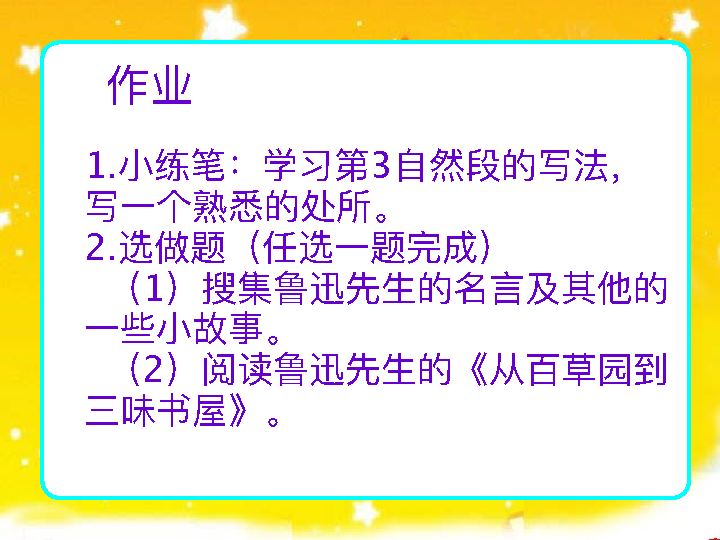 作业
1.小练笔：学习第3自然段的写法，
写一个熟悉的处所。
2.选做题（任选一题完成）
（1）搜集鲁迅先生的名言及其他的
一些小故事。
（2）阅读鲁迅先生的《从百草园到
三味书屋》。